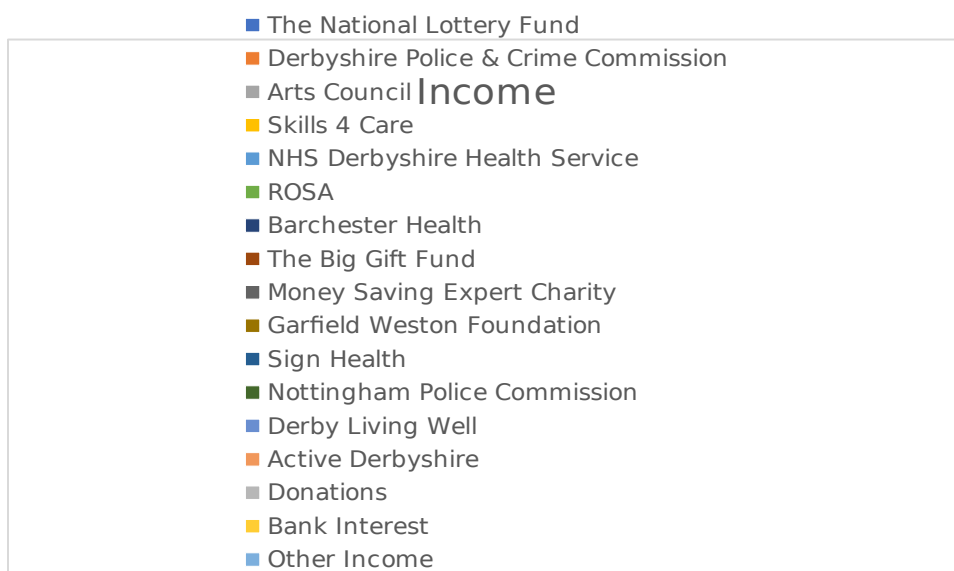 The National Lottery Fund
Derbyshire Police & Crime Commission
Arts Council
Income
Skills 4 Care
NHS Derbyshire Health Service
ROSA
Barchester Health
The Big Gift Fund
Money Saving Expert Charity
Garfield Weston Foundation
Sign Health
Nottingham Police Commission
Derby Living Well
Active Derbyshire
Donations
Bank Interest
Other Income